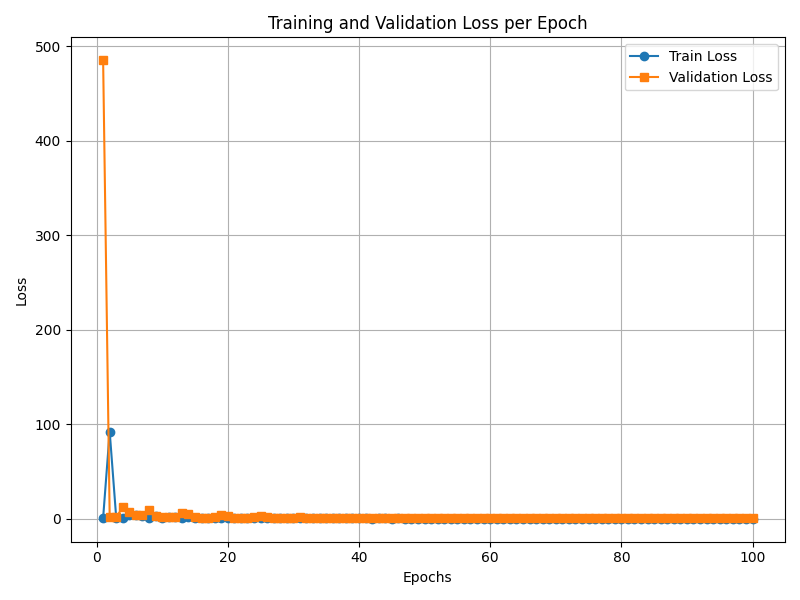 Training and Validation Loss per Epoch
Train Loss
Validation Loss
500
400
300
200
100
0
Loss
0 20 40 60 80 100
Epochs